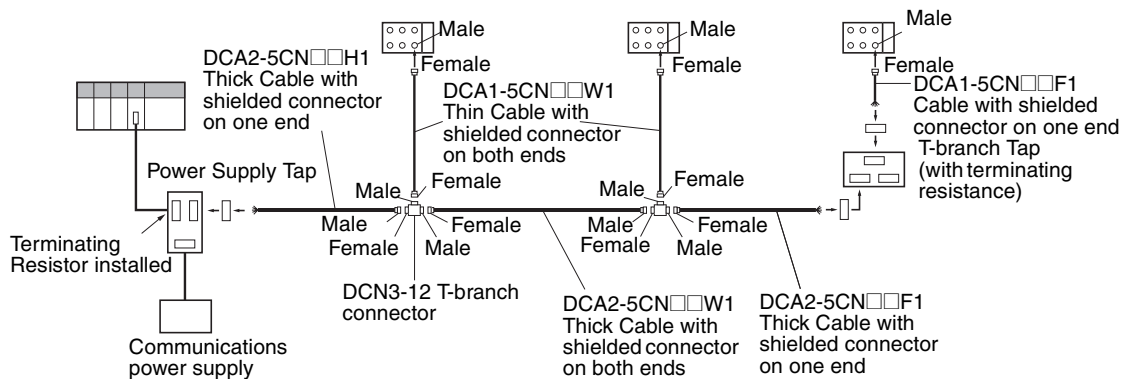 DCA2-5CN□□H1
Thick Cable with
shielded connector
on one end
Male
Female
DCA1-5CN□□W1
Thin Cable with
shielded connector
on both ends
Male
Female
Male
Female
DCA1-5CN□□F1
Cable with shielded
connector on one end
T-branch Tap
(with terminating
resistance)
Power Supply Tap
Male
Female
Male
Female
Male
Female
Male
Female
Male
Female
Male
Female
Terminating
Resistor installed
DCN3-12 T-branch
connector
DCA2-5CN□□W1
Thick Cable with
shielded connector
on both ends
DCA2-5CN□□F1
Thick Cable with
shielded connector
on one end
Communications
power supply